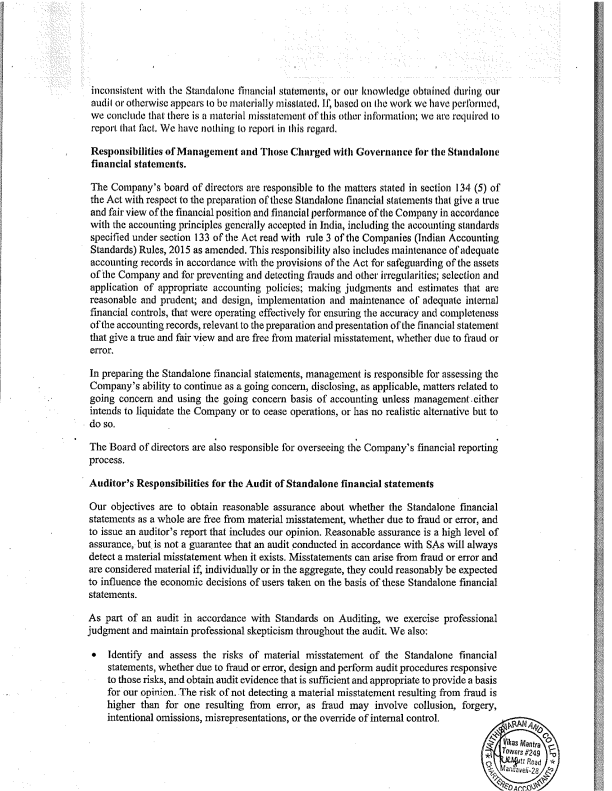 inconsistent with the Standalone financial statements, or our knowledge obtained during our
audit or otherwise appears to be materially misstated. If, based on the work we have performed,
we conclude that there is a material misstatement of this other information; we are required to
report that fact. We have nothing to report in this regard.
Responsibilities of Management and Those Charged with Governance for the Standalone
financial statements.
The Company's board of directors are responsible to the matters stated in section 134 (5) of
the Act with respect to the preparation of these Standalone financial statements that give a true
and fair view of the financial position and financial performance of the Company in accordance
with the accounting principles generally accepted in India, including the accounting standards
specified under section 133 of the Act read with rule 3 of the Companies (Indian Accounting
Standards) Rules, 2015 as amended. This responsibility also includes maintenance of adequate
accounting records in accordance with the provisions of the Act for safeguarding of the assets
of the Company and for preventing and detecting frauds and other irregularities; selection and
application of appropriate accounting policies; making judgments and estimates that are
reasonable and prudent; and design, implementation and maintenance of adequate internal
financial controls, that were operating effectively for ensuring the accuracy and completeness
of the accounting records, relevant to the preparation and presentation of the financial statement
that give a true and fair view and are free from material misstatement, whether due to fraud or
error.
In preparing the Standalone financial statements, management is responsible for assessing the
Company's ability to continue as a going concern, disclosing, as applicable, matters related to
going concern and using the going concern basis of accounting unless management either
intends to liquidate the Company or to cease operations, or has no realistic alternative but to
do so.
The Board of directors are also responsible for overseeing the Company's financial reporting
process.
Auditor's Responsibilities for the Audit of Standalone financial statements
Our objectives are to obtain reasonable assurance about whether the Standalone financial
statements as a whole are free from material misstatement, whether due to fraud or error, and
to issue an auditor's report that includes our opinion. Reasonable assurance is a high level of
assurance, but is not a guarantee that an audit conducted in accordance with SAs will always
detect a material misstatement when it exists. Misstatements can arise from fraud or error and
are considered material if, individually or in the aggregate, they could reasonably be expected
to influence the economic decisions of users taken on the basis of these Standalone financial
statements.
As part of an audit in accordance with Standards on Auditing, we exercise professional
judgment and maintain professional skepticism throughout the audit. We also:
• Identify and assess the risks of material misstatement of the Standalone financial
statements, whether due to fraud or error, design and perform audit procedures responsive
to those risks, and obtain audit evidence that is sufficient and appropriate to provide a basis
for our opinion. The risk of not detecting a material misstatement resulting from fraud is
higher than for one resulting from error, as fraud may involve collusion, forgery,
intentional omissions, misrepresentations, or the override of internal control.
AND CO LLP
Vikas Mantra
Towers #249
Road
Mandaveli-28
CHARTERED ACCOUNTANTS